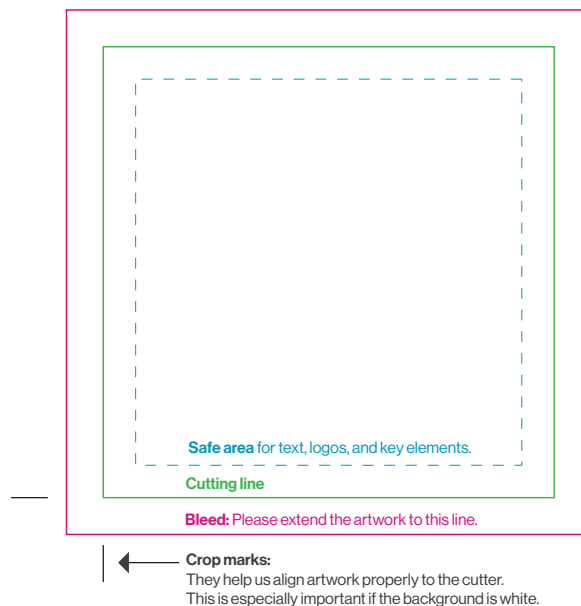 Safe area for text, logos, and key elements.
Cutting line
Bleed: Please extend the artwork to this line.
Crop marks:
They help us align artwork properly to the cutter.
This is especially important if the background is white.